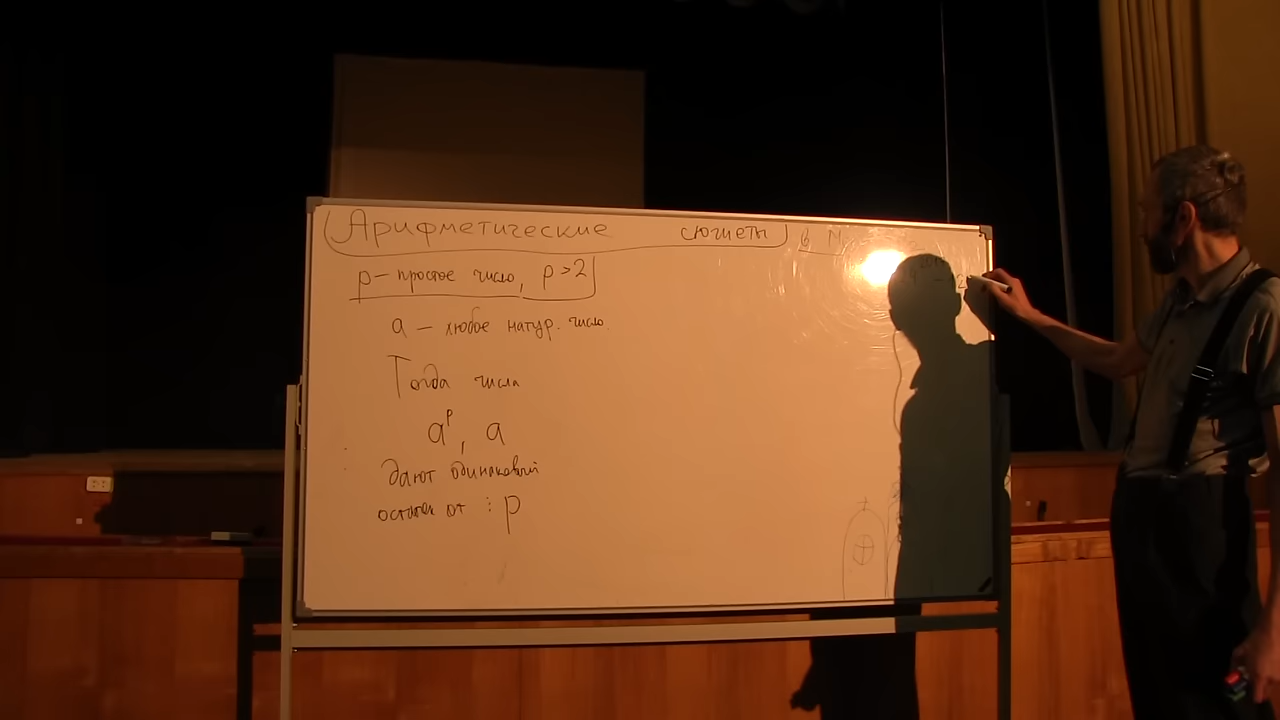 Арифметические сюжеты в М
p — простое число, p > 2
a — любое натур. число.
Тогда числа
a^p, a
дают одинаковый
остаток от : p